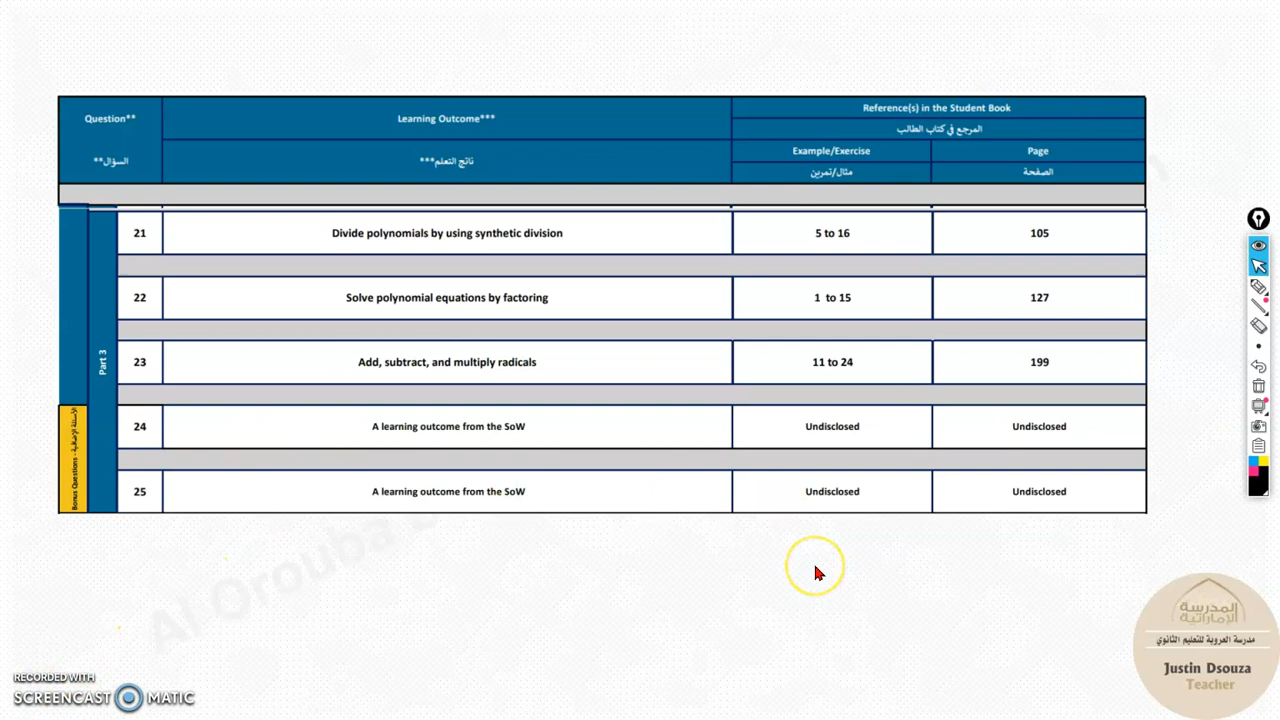 Question**
السؤال**
Learning Outcome***
ناتج التعلم***
Reference(s) in the Student Book
المرجع في كتاب الطالب
Example/Exercise
مثال/تمرين
Page
الصفحة
Part 3
21
Divide polynomials by using synthetic division
5 to 16
105
22
Solve polynomial equations by factoring
1 to 15
127
23
Add, subtract, and multiply radicals
11 to 24
199
Bonus Questions - الأسئلة الإضافية
24
A learning outcome from the SoW
Undisclosed
Undisclosed
25
A learning outcome from the SoW
Undisclosed
Undisclosed
Al Orouba
المدرسة
الإماراتية
مدرسة العروبة للتعليم الثانوي
Justin Dsouza
Teacher
RECORDED WITH
SCREENCAST MATIC